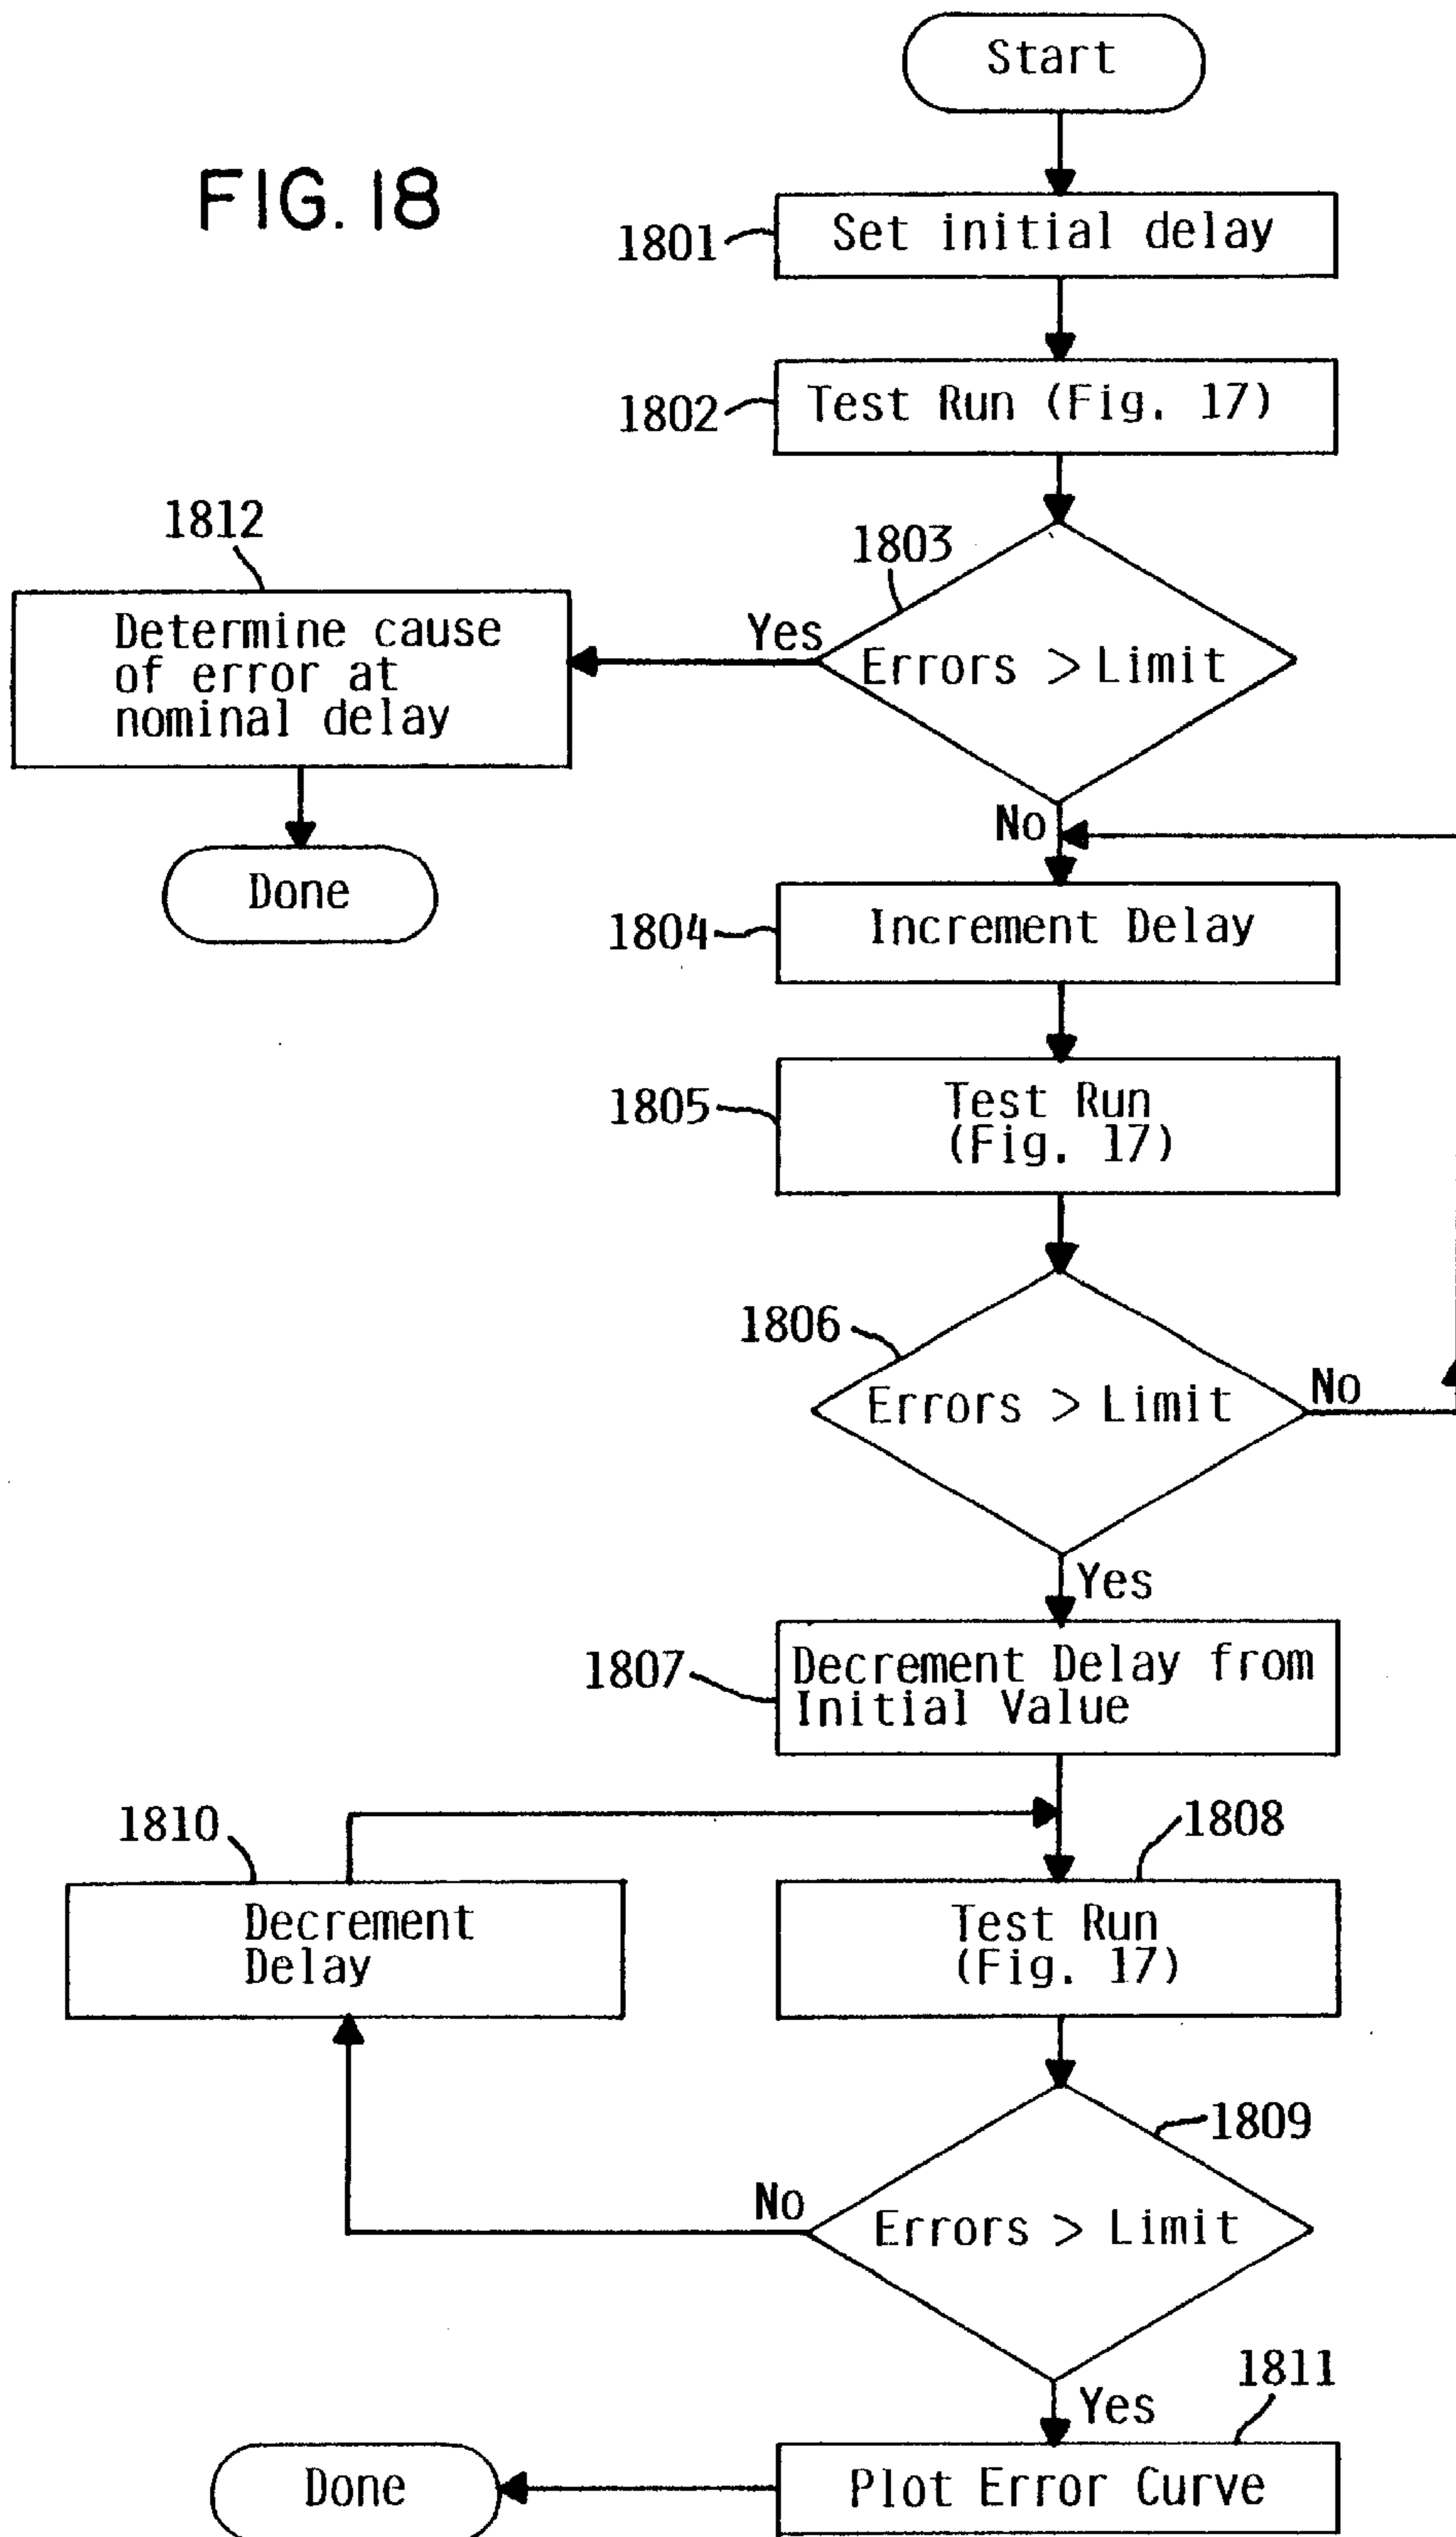 FIG. 18
Start
1801
Set initial delay
1802
Test Run (Fig. 17)
1803
Errors > Limit
Yes
1812
Determine cause
of error at
nominal delay
Done
No
1804
Increment Delay
1805
Test Run
(Fig. 17)
1806
Errors > Limit
No
Yes
1807
Decrement Delay from
Initial Value
1810
Decrement
Delay
1808
Test Run
(Fig. 17)
1809
Errors > Limit
No
Yes
1811
Plot Error Curve
Done